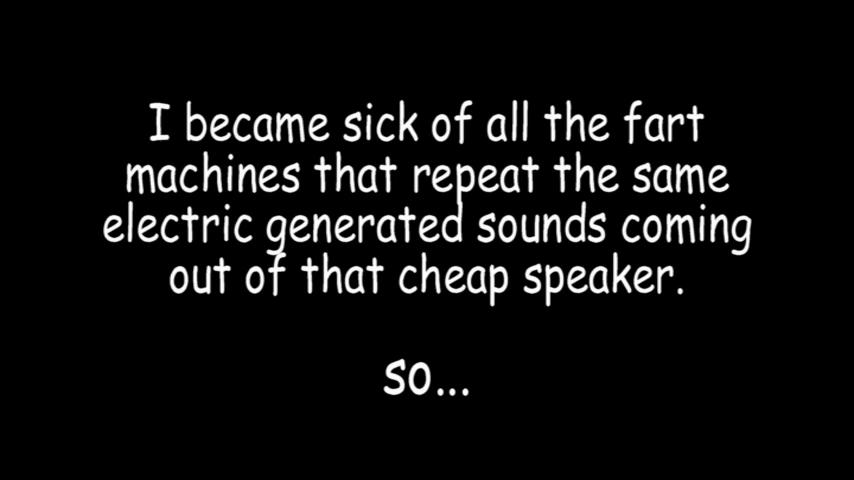 I became sick of all the fart
machines that repeat the same
electric generated sounds coming
out of that cheap speaker.
so...